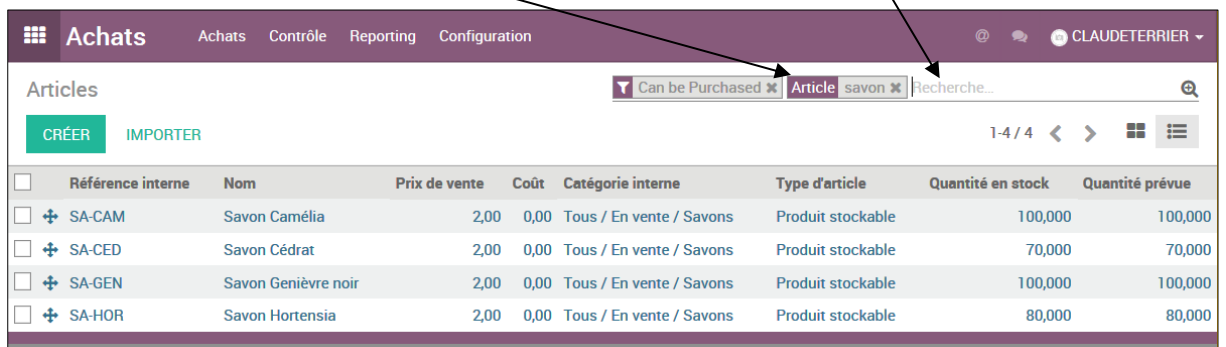 Achats Achats Contrôle Reporting Configuration @ CLAUDETERRIER
Articles Can be Purchased ✖ Article savon ✖ Recherche...
CRÉER IMPORTER 1-4 / 4
Référence interne Nom Prix de vente Coût Catégorie interne Type d'article Quantité en stock Quantité prévue
SA-CAM Savon Camélia 2,00 0,00 Tous / En vente / Savons Produit stockable 100,000 100,000
SA-CED Savon Cédrat 2,00 0,00 Tous / En vente / Savons Produit stockable 70,000 70,000
SA-GEN Savon Genièvre noir 2,00 0,00 Tous / En vente / Savons Produit stockable 100,000 100,000
SA-HOR Savon Hortensia 2,00 0,00 Tous / En vente / Savons Produit stockable 80,000 80,000